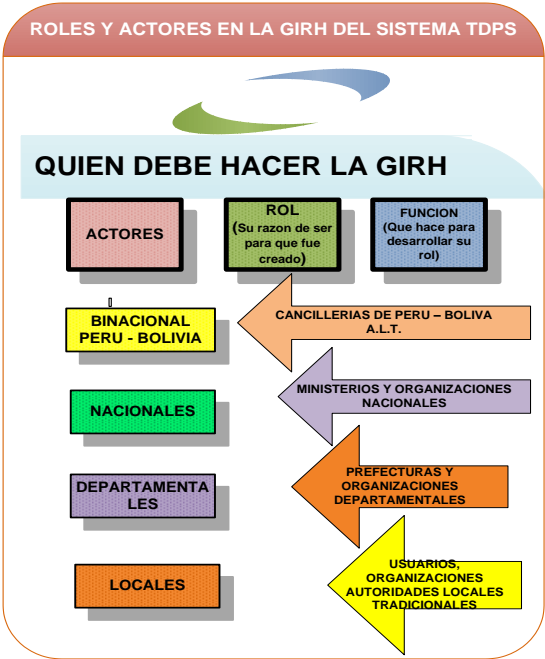 ROLES Y ACTORES EN LA GIRH DEL SISTEMA TDPS
QUIEN DEBE HACER LA GIRH
ACTORES
ROL
(Su razon de ser
para que fue
creado)
FUNCION
(Que hace para
desarrollar su
rol)
BINACIONAL
PERU - BOLIVIA
CANCILLERIAS DE PERU – BOLIVA
A.L.T.
NACIONALES
MINISTERIOS Y ORGANIZACIONES
NACIONALES
DEPARTAMENTA
LES
PREFECTURAS Y
ORGANIZACIONES
DEPARTAMENTALES
LOCALES
USUARIOS,
ORGANIZACIONES
AUTORIDADES LOCALES
TRADICIONALES